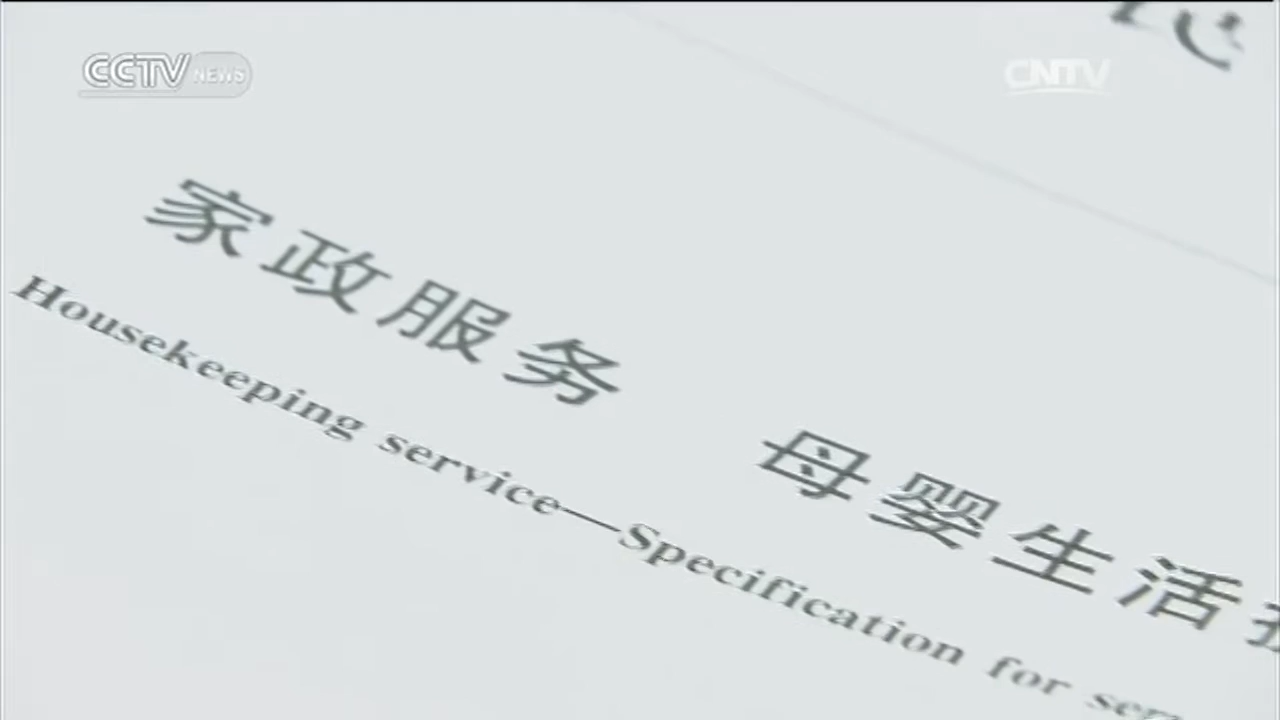 CCTV NEWS
CNTV
家政服务 母婴生活
Housekeeping service—Specification for